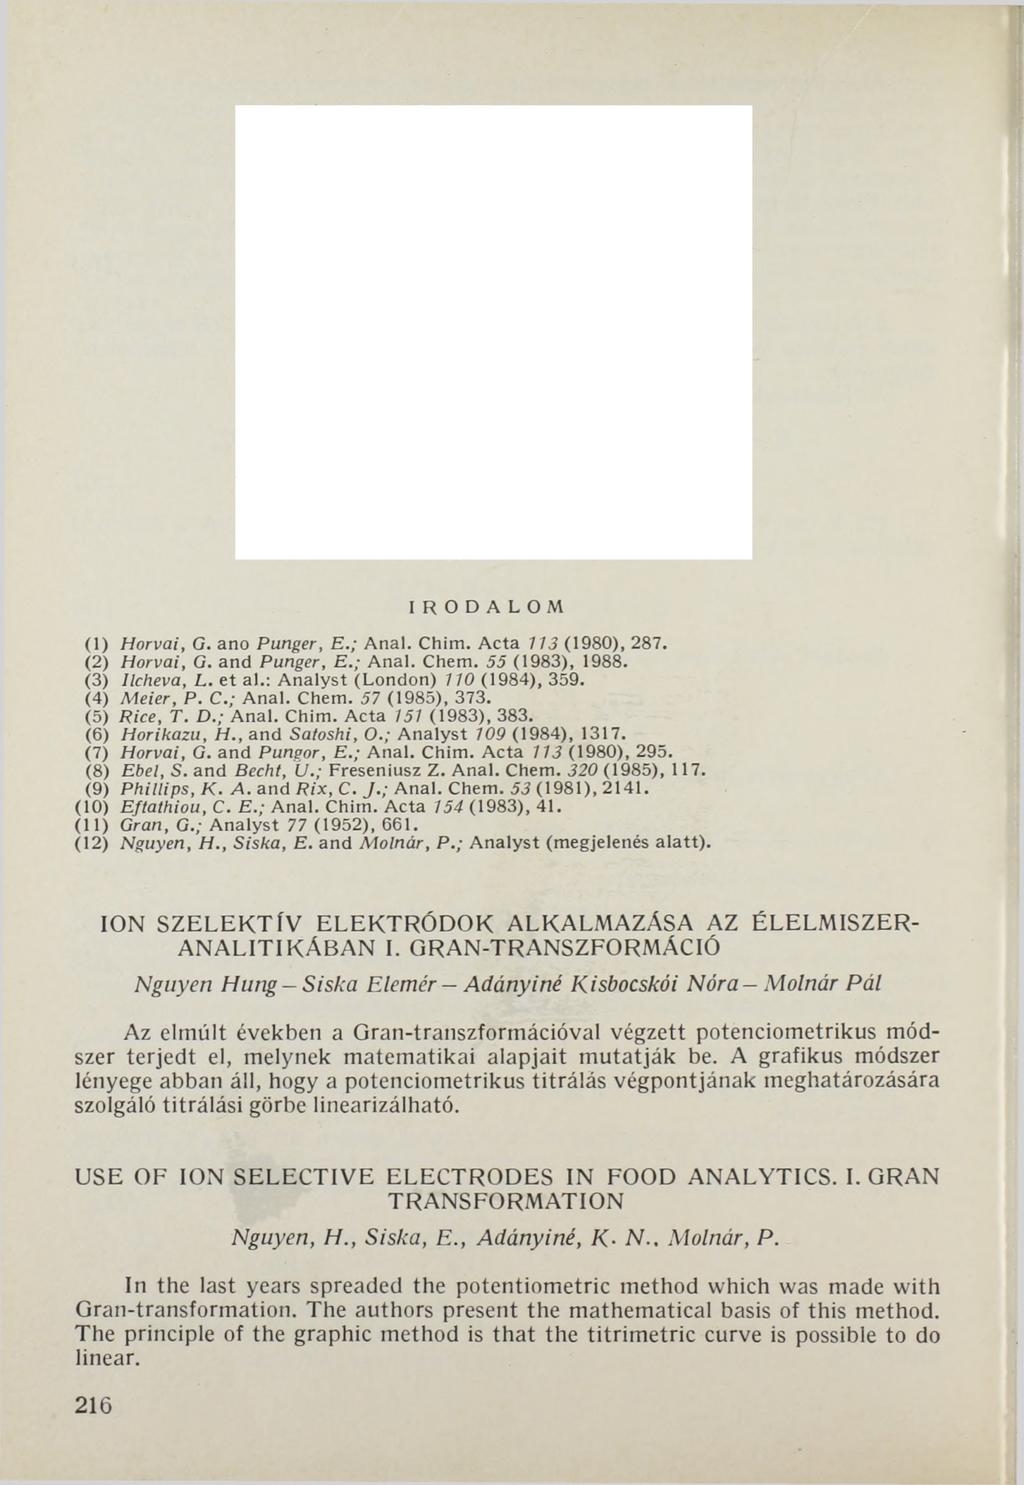 IRODALOM
(1) Horvai, G. ano Punger, E.; Anal. Chim. Acta 113 (1980), 287.
(2) Horvai, G. and Punger, E.; Anal. Chem. 55 (1983), 1988.
(3) Ilcheva, L. et al.: Analyst (London) 110 (1984), 359.
(4) Meier, P. C.; Anal. Chem. 57 (1985), 373.
(5) Rice, T. D.; Anal. Chim. Acta 151 (1983), 383.
(6) Horikazu, H., and Satoshi, O.; Analyst 109 (1984), 1317.
(7) Horvai, G. and Pungor, E.; Anal. Chim. Acta 113 (1980), 295.
(8) Ebel, S. and Becht, U.; Freseniusz Z. Anal. Chem. 320 (1985), 117.
(9) Phillips, K. A. and Rix, C. J.; Anal. Chem. 53 (1981), 2141.
(10) Eftathiou, C. E.; Anal. Chim. Acta 154 (1983), 41.
(11) Gran, G.; Analyst 77 (1952), 661.
(12) Nguyen, H., Siska, E. and Molnár, P.; Analyst (megjelenés alatt).
ION SZELEKTÍV ELEKTRÓDOK ALKALMAZÁSA AZ ÉLELMISZER-
ANALITIKÁBAN I. GRAN-TRANSZFORMÁCIÓ
Nguyen Hung – Siska Elemér – Adányiné Kisbocskói Nóra – Molnár Pál
Az elmúlt években a Gran-transzformációval végzett potenciometrikus mód-
szer terjedt el, melynek matematikai alapjait mutatják be. A grafikus módszer
lényege abban áll, hogy a potenciometrikus titrálás végpontjának meghatározására
szolgáló titrálási görbe linearizálható.
USE OF ION SELECTIVE ELECTRODES IN FOOD ANALYTICS. I. GRAN
TRANSFORMATION
Nguyen, H., Siska, E., Adányiné, K. N., Molnár, P.
In the last years spreaded the potentiometric method which was made with
Gran-transformation. The authors present the mathematical basis of this method.
The principle of the graphic method is that the titrimetric curve is possible to do
linear.
216